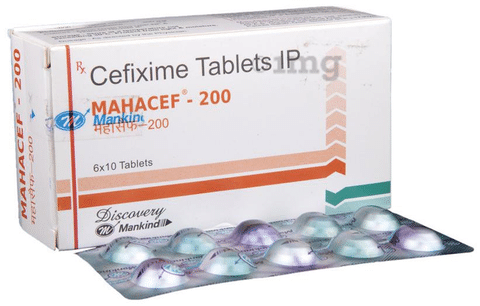 Rx Cefixime Tablets IP
MAHACEF® - 200
महासेफ-200
6x10 Tablets
Discovery
M Mankind
MAHACEF - 200
महासेफ-200
M Mankind